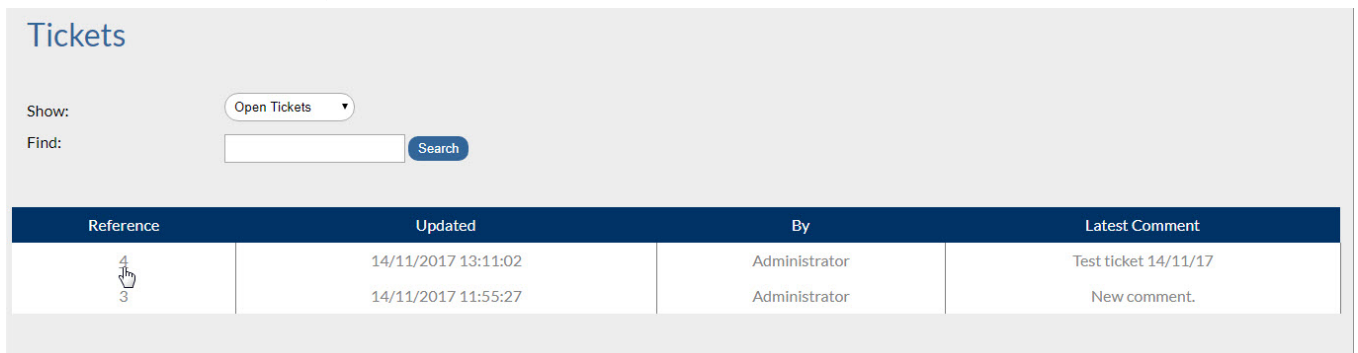 Tickets
Show: Open Tickets
Find: Search
Reference Updated By Latest Comment
4 14/11/2017 13:11:02 Administrator Test ticket 14/11/17
3 14/11/2017 11:55:27 Administrator New comment.